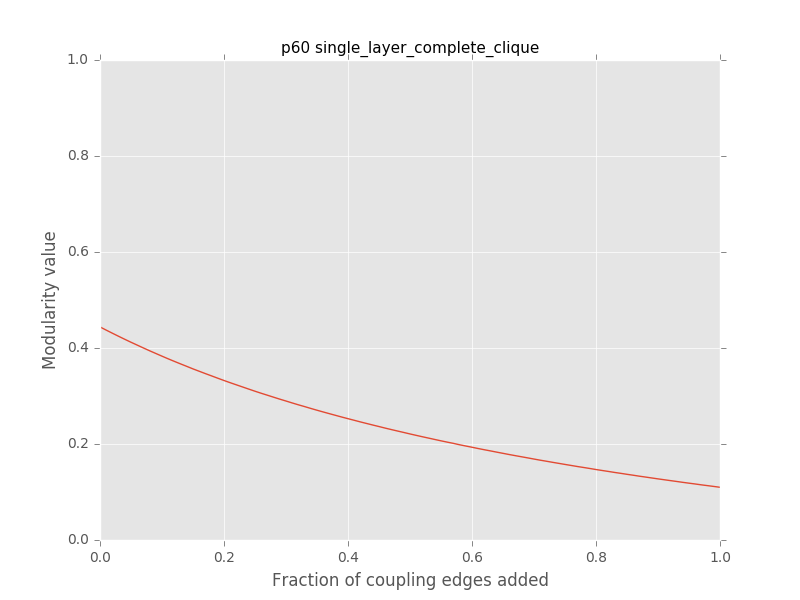 p60 single_layer_complete_clique
1.0
0.8
0.6
0.4
0.2
0.0
Modularity value
0.0 0.2 0.4 0.6 0.8 1.0
Fraction of coupling edges added